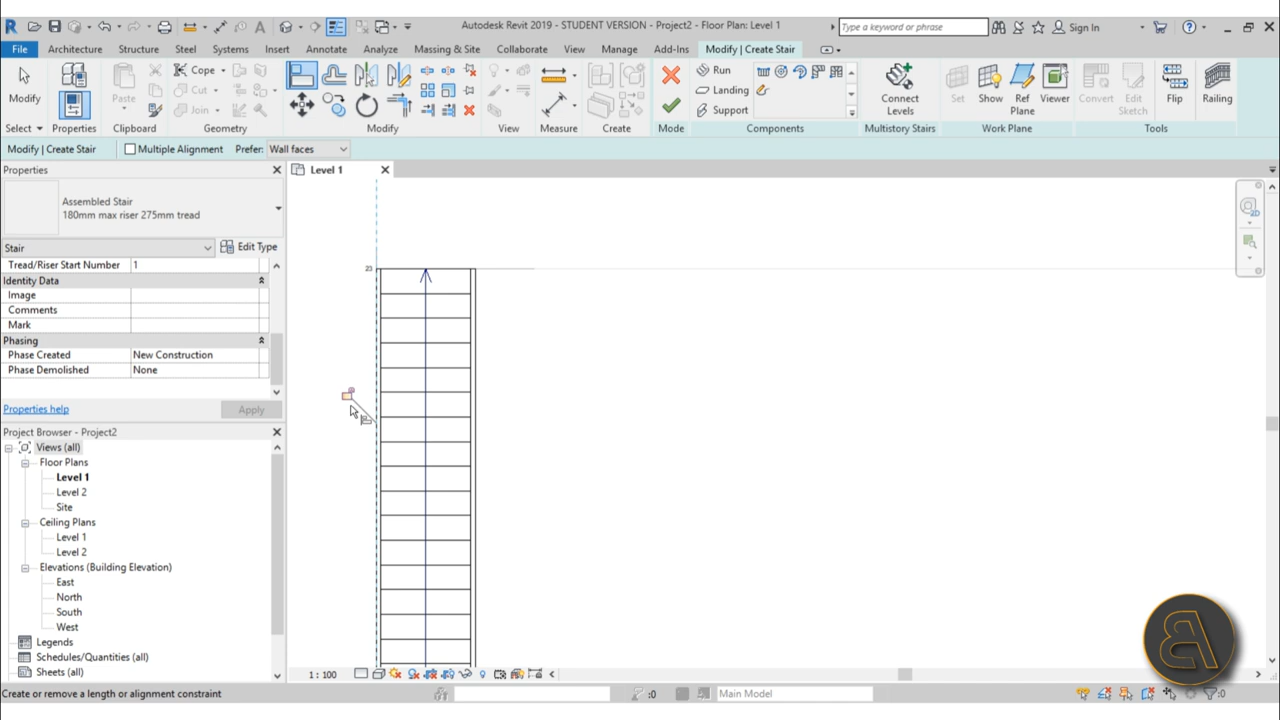 Autodesk Revit 2019 - STUDENT VERSION - Project2 - Floor Plan: Level 1
Type a keyword or phrase
Sign In
File Architecture Structure Steel Systems Insert Annotate Analyze Massing & Site Collaborate View Manage Add-Ins Modify | Create Stair
Modify
Paste
Cope
Cut
Join
Run
Landing
Support
Connect Levels
Set
Show
Ref Plane
Viewer
Convert
Edit Sketch
Flip
Railing
Select Properties Clipboard Geometry Modify View Measure Create Mode Components Multistory Stairs Work Plane Tools
Modify | Create Stair Multiple Alignment Prefer: Wall faces
Properties
Level 1
Assembled Stair
180mm max riser 275mm tread
Stair Edit Type
Tread/Riser Start Number 1
Identity Data
Image
Comments
Mark
Phasing
Phase Created New Construction
Phase Demolished None
Properties help Apply
23
2D
Project Browser - Project2
Views (all)
Floor Plans
Level 1
Level 2
Site
Ceiling Plans
Level 1
Level 2
Elevations (Building Elevation)
East
North
South
West
Legends
Schedules/Quantities (all)
Sheets (all)
1 : 100
Create or remove a length or alignment constraint
:0
Main Model
:0